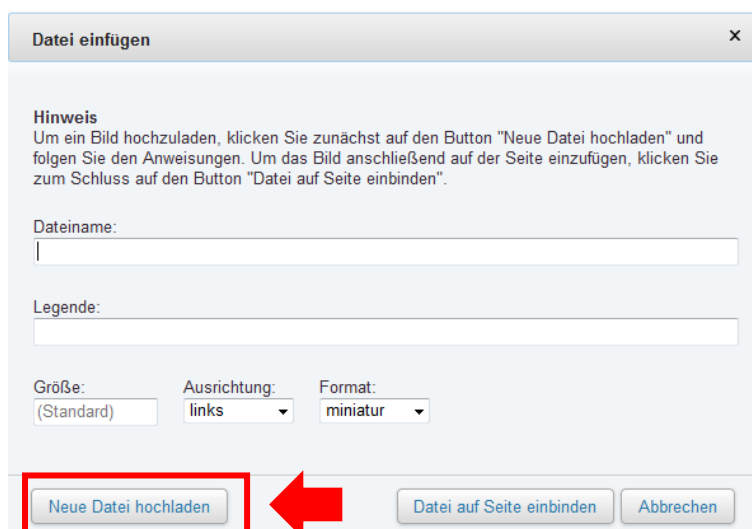 Datei einfügen x
Hinweis
Um ein Bild hochzuladen, klicken Sie zunächst auf den Button "Neue Datei hochladen" und
folgen Sie den Anweisungen. Um das Bild anschließend auf der Seite einzufügen, klicken Sie
zum Schluss auf den Button "Datei auf Seite einbinden".
Dateiname:
Legende:
Größe: Ausrichtung: Format:
(Standard) links miniatur
Neue Datei hochladen Datei auf Seite einbinden Abbrechen